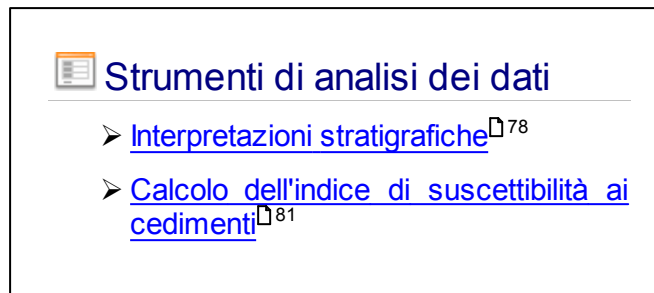 Strumenti di analisi dei dati
Interpretazioni stratigrafiche 78
Calcolo dell'indice di suscettibilità ai
cedimenti 81